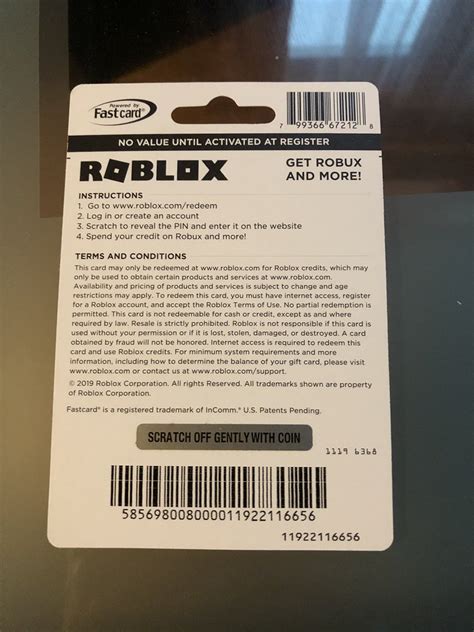 Powered by
Fastcard®
7 99366 67212 8
NO VALUE UNTIL ACTIVATED AT REGISTER
ROBLOX
GET ROBUX
AND MORE!
INSTRUCTIONS
1. Go to www.roblox.com/redeem
2. Log in or create an account
3. Scratch to reveal the PIN and enter it on the website
4. Spend your credit on Robux and more!
TERMS AND CONDITIONS
This card may only be redeemed at www.roblox.com for Roblox credits, which may
only be used to obtain certain products and services at www.roblox.com.
Availability and pricing of products and services is subject to change and age
restrictions may apply. To redeem this card, you must have internet access, register
for a Roblox account, and accept the Roblox Terms of Use. No partial redemption is
permitted. This card is not redeemable for cash or credit, except as and where
required by law. Resale is strictly prohibited. Roblox is not responsible if this card is
used without your permission or if it is lost, stolen, damaged, or destroyed. A card
obtained by fraud will not be honored. Internet access is required to redeem this card
and use Roblox credits. For minimum system requirements and more
information, including how to determine the balance of your gift card, please visit
www.roblox.com or contact us at www.roblox.com/support.
© 2019 Roblox Corporation. All rights Reserved. All trademarks shown are property
of Roblox Corporation.
Fastcard® is a registered trademark of InComm.® U.S. Patents Pending.
SCRATCH OFF GENTLY WITH COIN
1119 6368
585698008000011922116656
11922116656